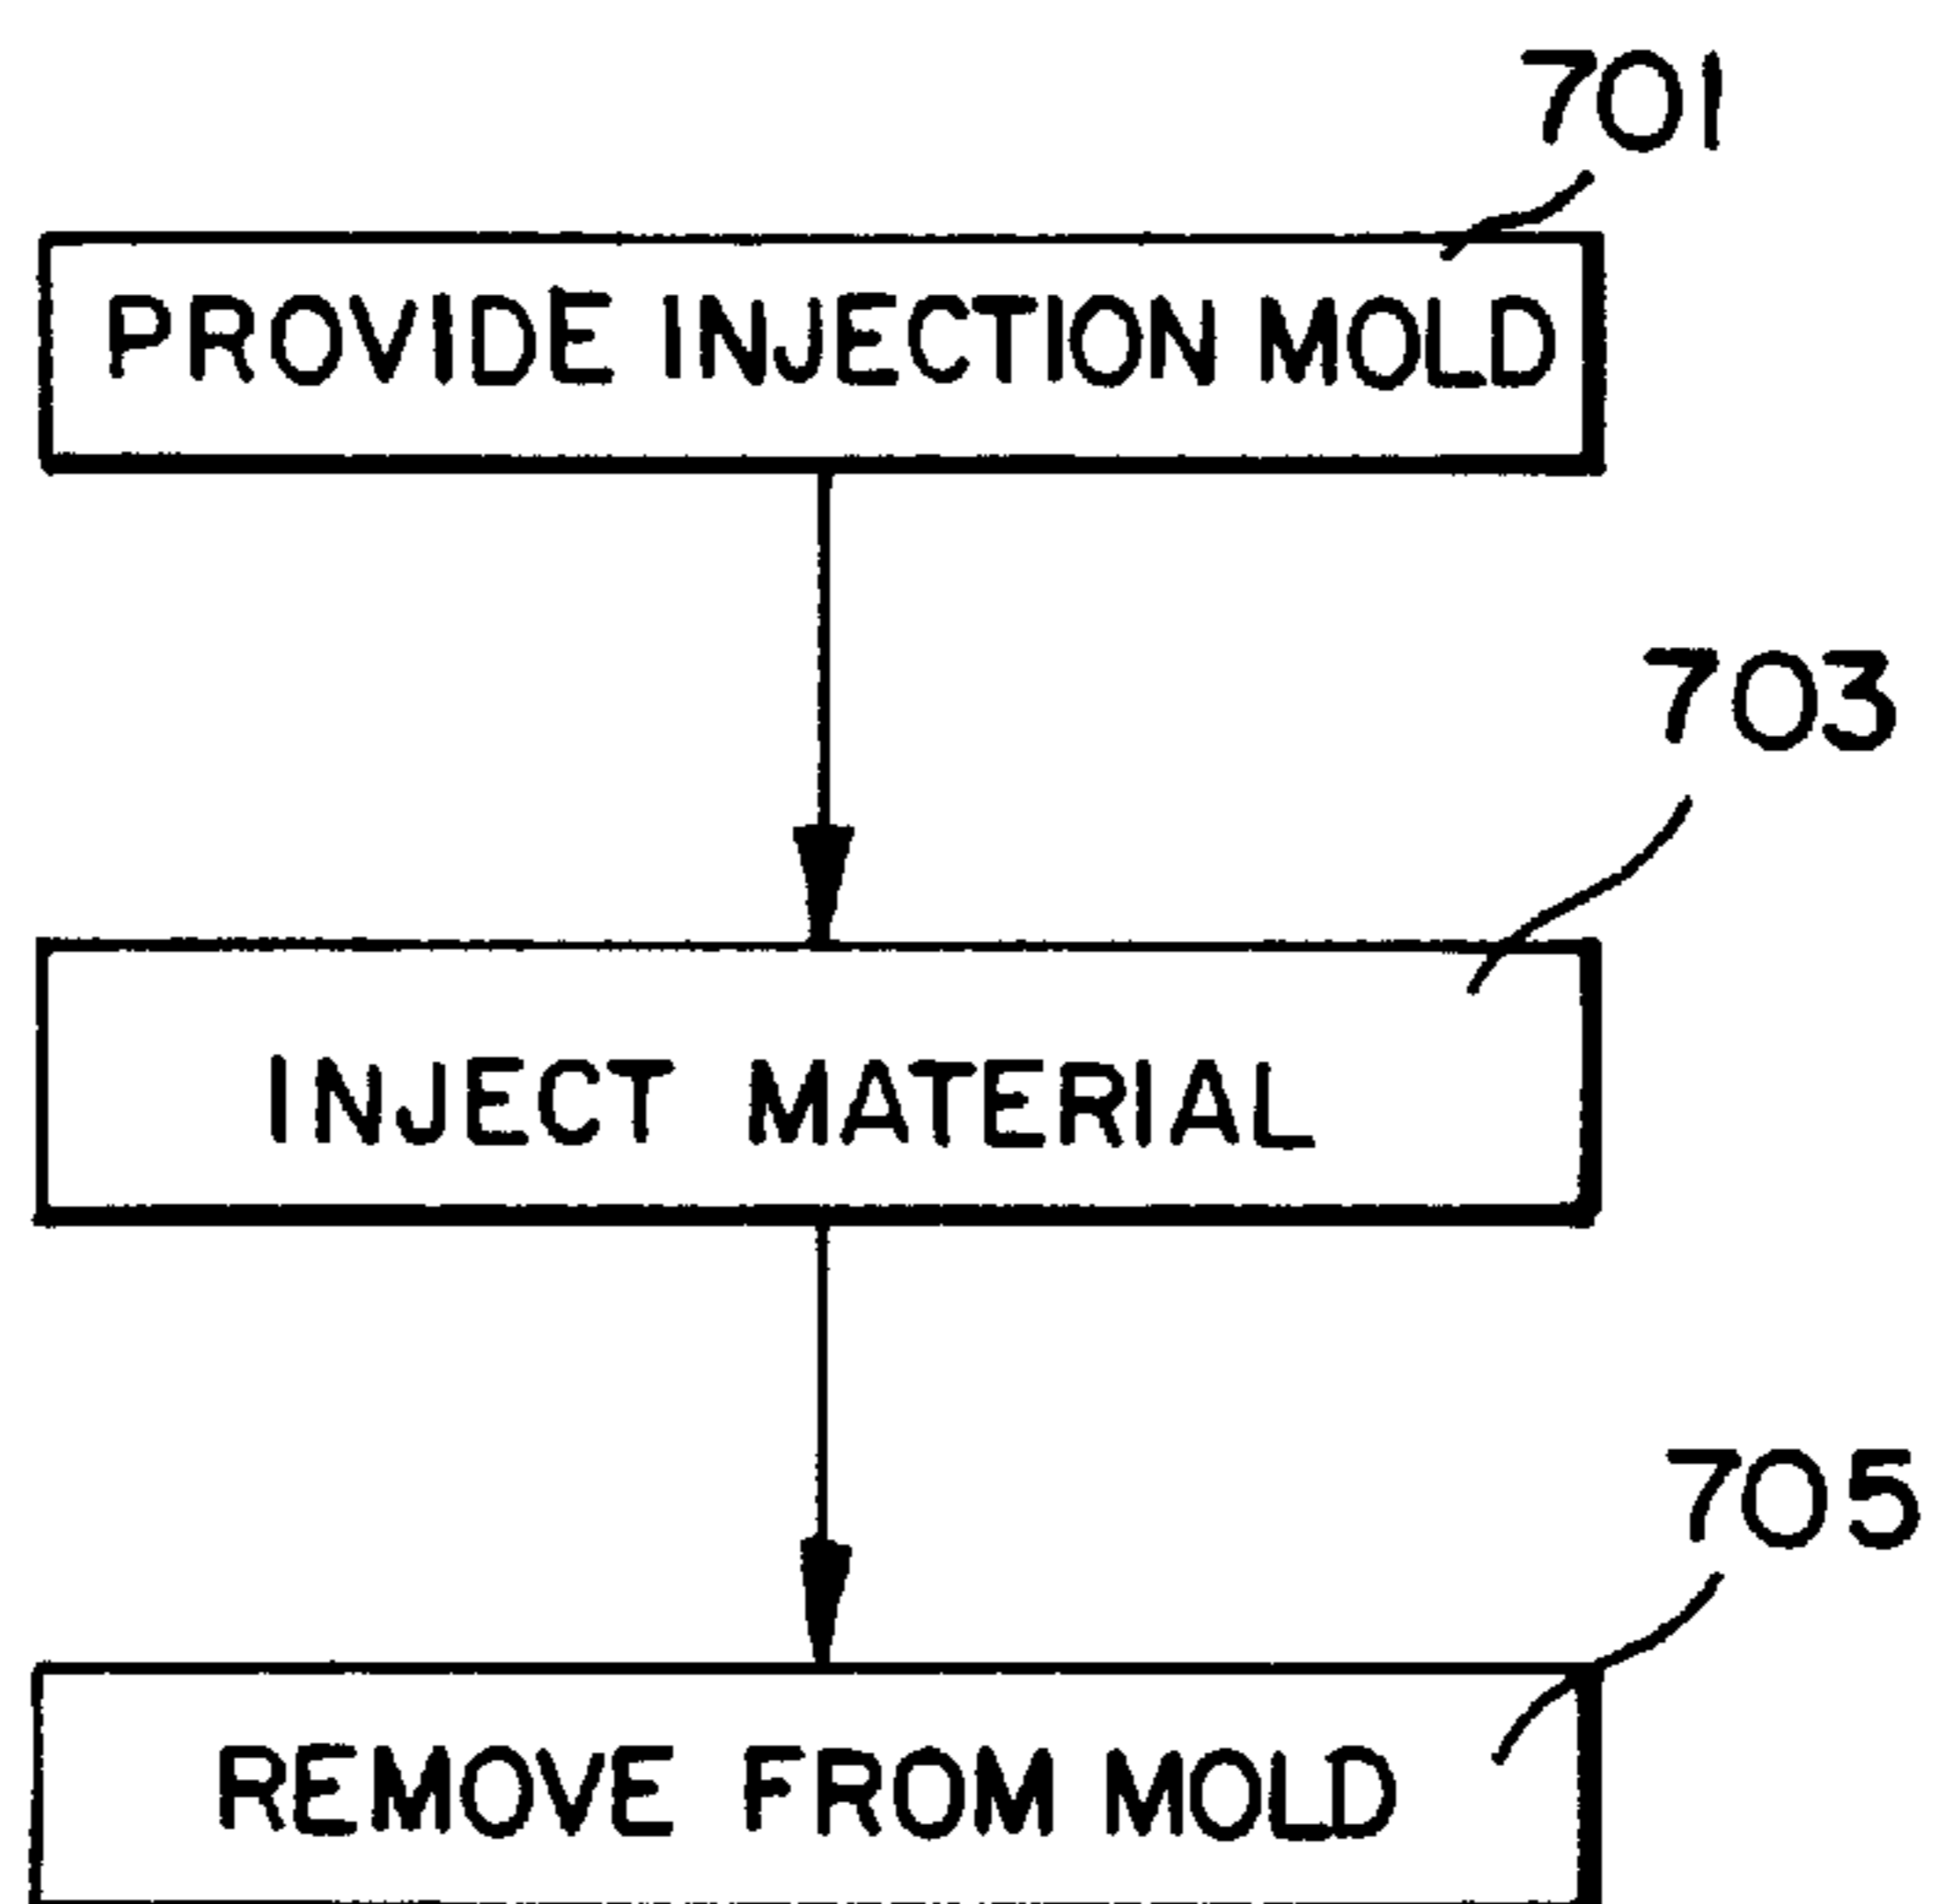 701
PROVIDE INJECTION MOLD
703
INJECT MATERIAL
705
REMOVE FROM MOLD